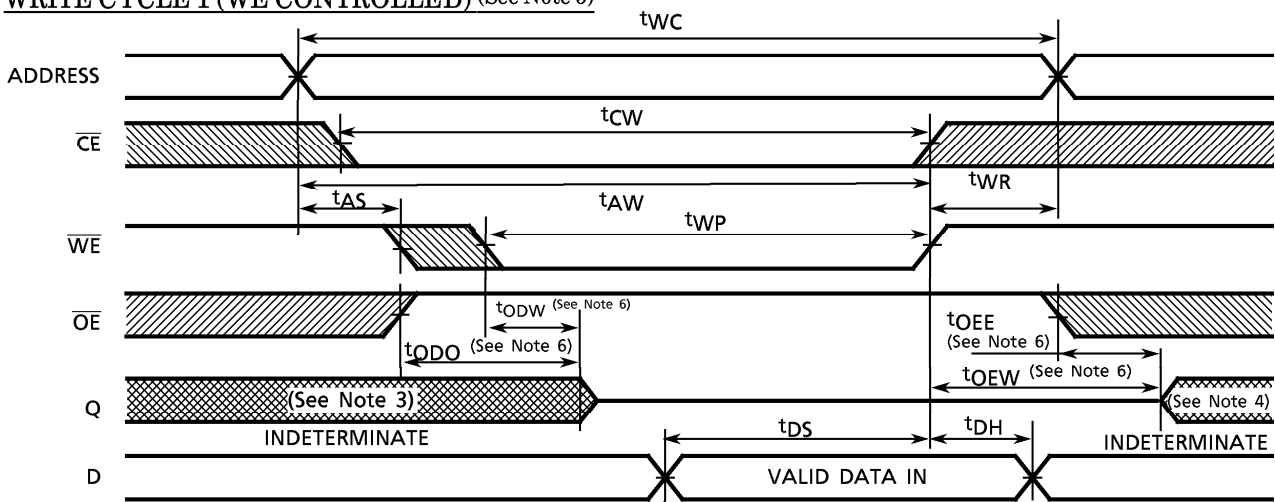 WRITE CYCLE 1 (WE CONTROLLED) (See Note 5)
tWC
ADDRESS
tCW
CE
tWR
tAS
tAW
tWP
WE
tODW (See Note 6)
OE
tOEE
(See Note 6)
tODO (See Note 6)
tOEW (See Note 6)
Q
(See Note 3)
(See Note 4)
INDETERMINATE
INDETERMINATE
tDS
tDH
D
VALID DATA IN